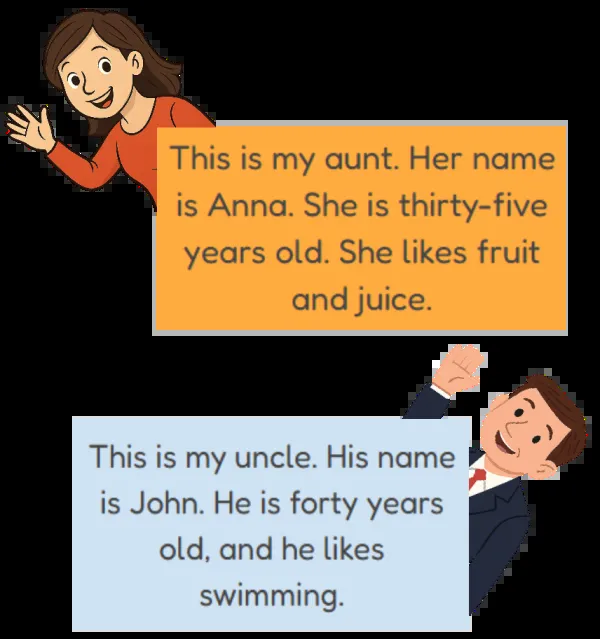 This is my aunt. Her name
is Anna. She is thirty-five
years old. She likes fruit
and juice.
This is my uncle. His name
is John. He is forty years
old, and he likes
swimming.